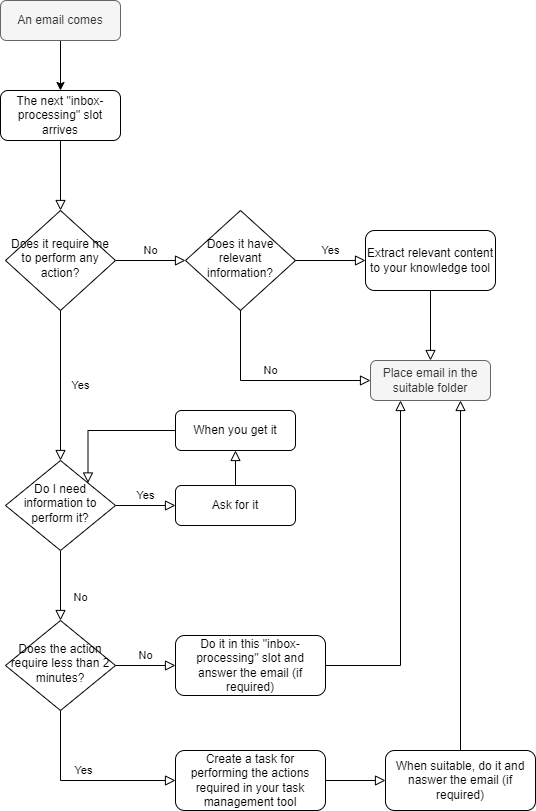 An email comes
The next "inbox-
processing" slot
arrives
Does it require me
to perform any
action?
No
Does it have
relevant
information?
Yes
Extract relevant content
to your knowledge tool
No
Place email in the
suitable folder
Yes
When you get it
Do I need
information to
perform it?
Yes
Ask for it
No
Does the action
require less than 2
minutes?
No
Do it in this "inbox-
processing" slot and
answer the email (if
required)
Yes
Create a task for
performing the actions
required in your task
management tool
When suitable, do it and
naswer the email (if
required)